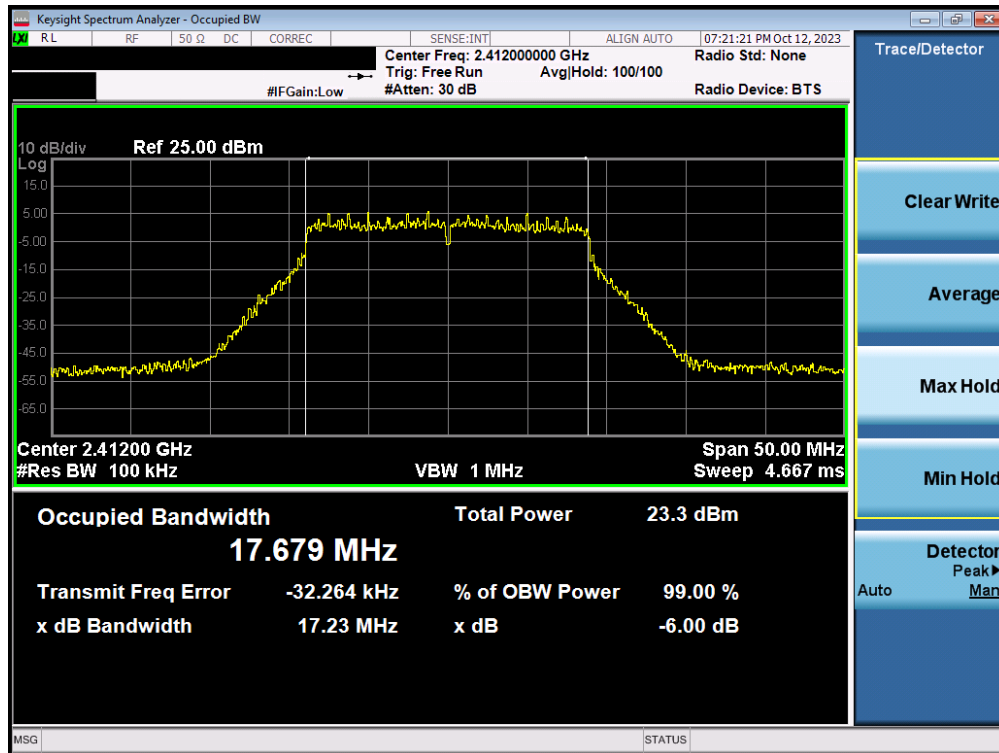 Keysight Spectrum Analyzer - Occupied BW
LXI RL RF 50 Ω DC CORREC SENSE:INT ALIGN AUTO 07:21:21 PM Oct 12, 2023
Center Freq: 2.412000000 GHz Radio Std: None
Trig: Free Run Avg|Hold: 100/100
#IFGain:Low #Atten: 30 dB Radio Device: BTS
10 dB/div Ref 25.00 dBm
Log
15.0
5.00
-5.00
-15.0
-25.0
-35.0
-45.0
-55.0
-65.0
Center 2.41200 GHz Span 50.00 MHz
#Res BW 100 kHz VBW 1 MHz Sweep 4.667 ms
Occupied Bandwidth Total Power 23.3 dBm
17.679 MHz
Transmit Freq Error -32.264 kHz % of OBW Power 99.00 %
x dB Bandwidth 17.23 MHz x dB -6.00 dB
MSG STATUS
Trace/Detector
Clear Write
Average
Max Hold
Min Hold
Detector
Peak▶
Auto Man